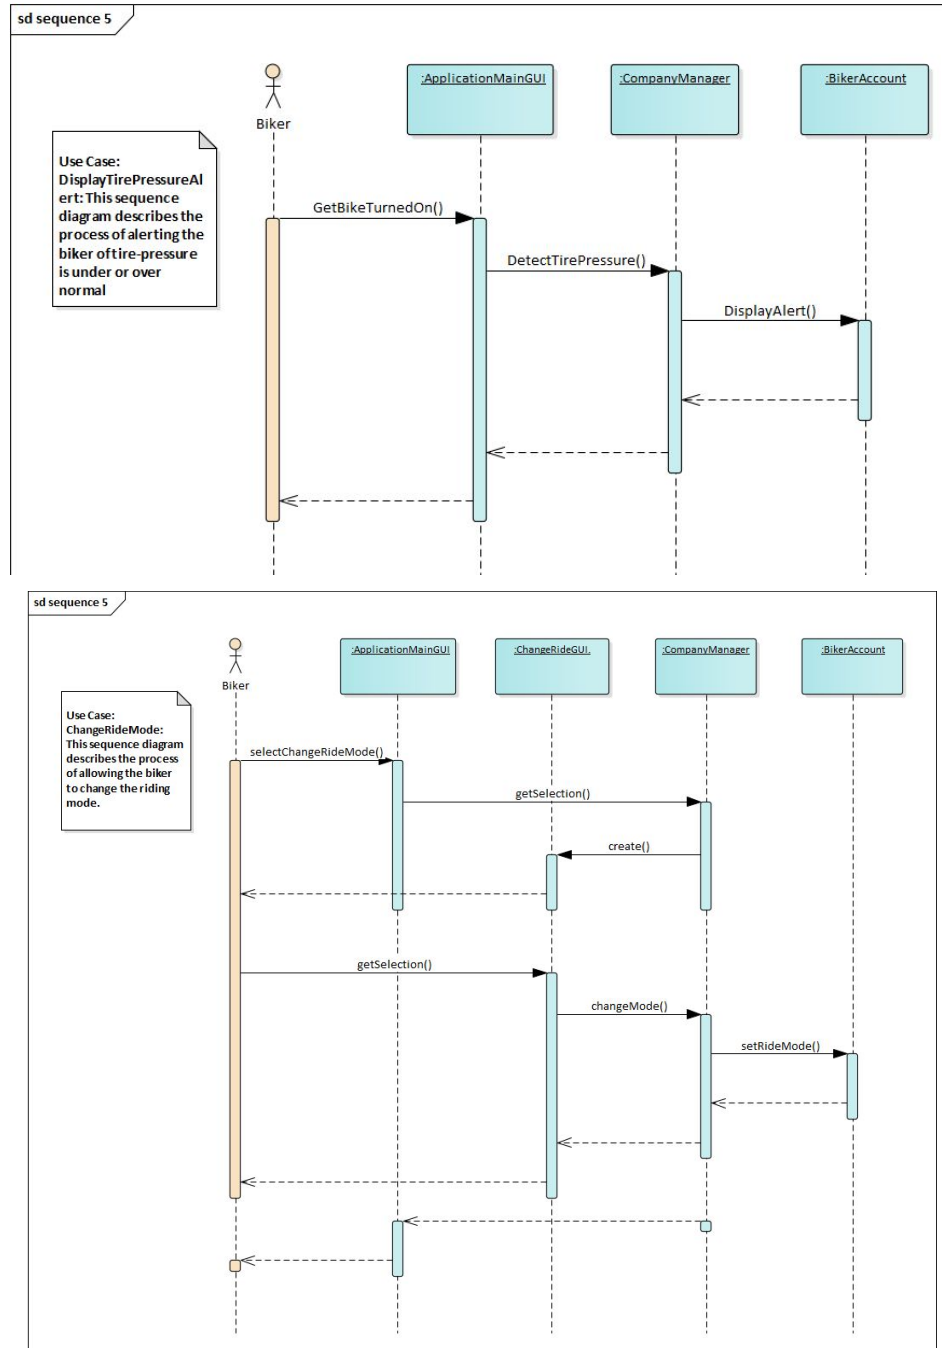 sd sequence 5
:ApplicationMainGUI
:CompanyManager
:BikerAccount
Biker
Use Case:
DisplayTirePressureAl
ert: This sequence
diagram describes the
process of alerting the
biker of tire-pressure
is under or over
normal
GetBikeTurnedOn()
DetectTirePressure()
DisplayAlert()
sd sequence 5
:ApplicationMainGUI
:ChangeRideGUI.
:CompanyManager
:BikerAccount
Biker
Use Case:
ChangeRideMode:
This sequence diagram
describes the process
of allowing the biker
to change the riding
mode.
selectChangeRideMode()
getSelection()
create()
getSelection()
changeMode()
setRideMode()